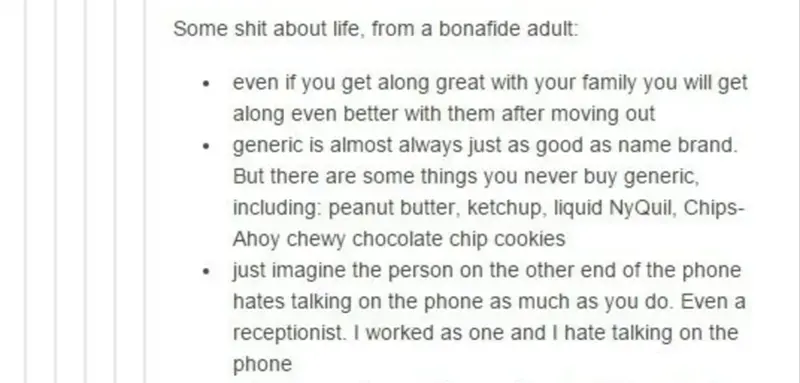 Some shit about life, from a bonafide adult:
• even if you get along great with your family you will get
along even better with them after moving out
• generic is almost always just as good as name brand.
But there are some things you never buy generic,
including: peanut butter, ketchup, liquid NyQuil, Chips-
Ahoy chewy chocolate chip cookies
• just imagine the person on the other end of the phone
hates talking on the phone as much as you do. Even a
receptionist. I worked as one and I hate talking on the
phone